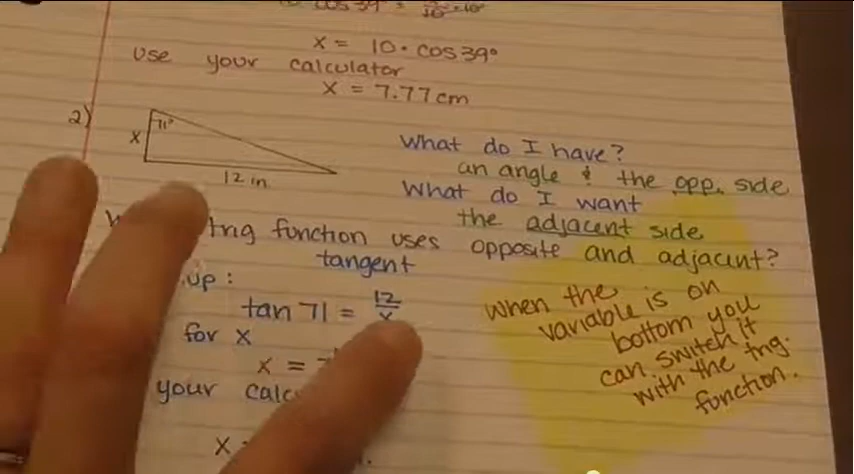 x = 10 · cos 39°
use your calculator
x = 7.77 cm
2)
71°
x
12 in
What do I have?
an angle & the opp. side
What do I want
the adjacent side
trig function uses opposite and adjacent?
tangent
up:
tan 71 = 12/x
for x
x =
your calc
x =
When the
variable is on
bottom you
can switch it
with the trig.
function.